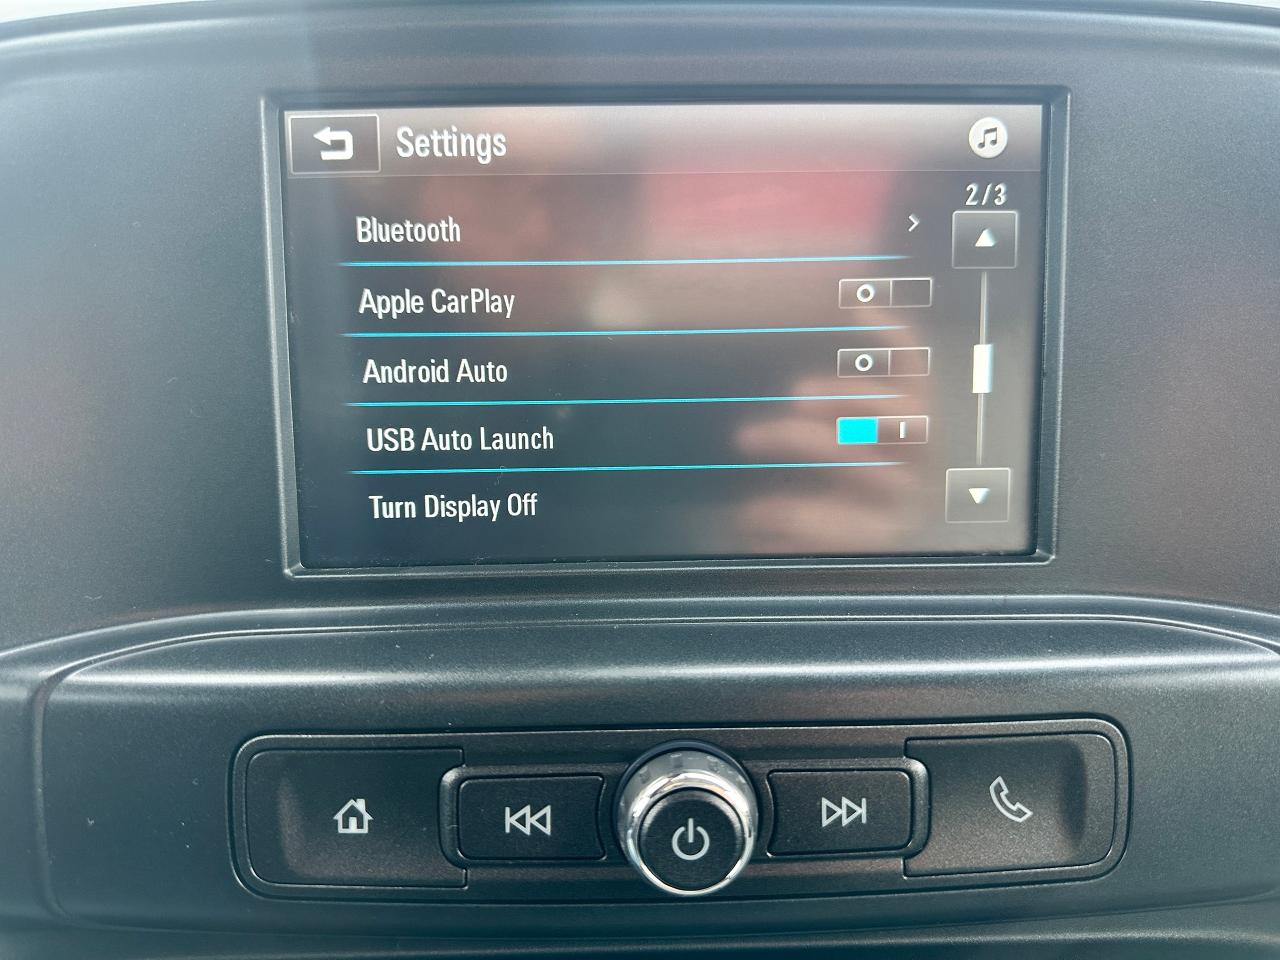 Settings
2/3
Bluetooth
Apple CarPlay
Android Auto
USB Auto Launch
Turn Display Off